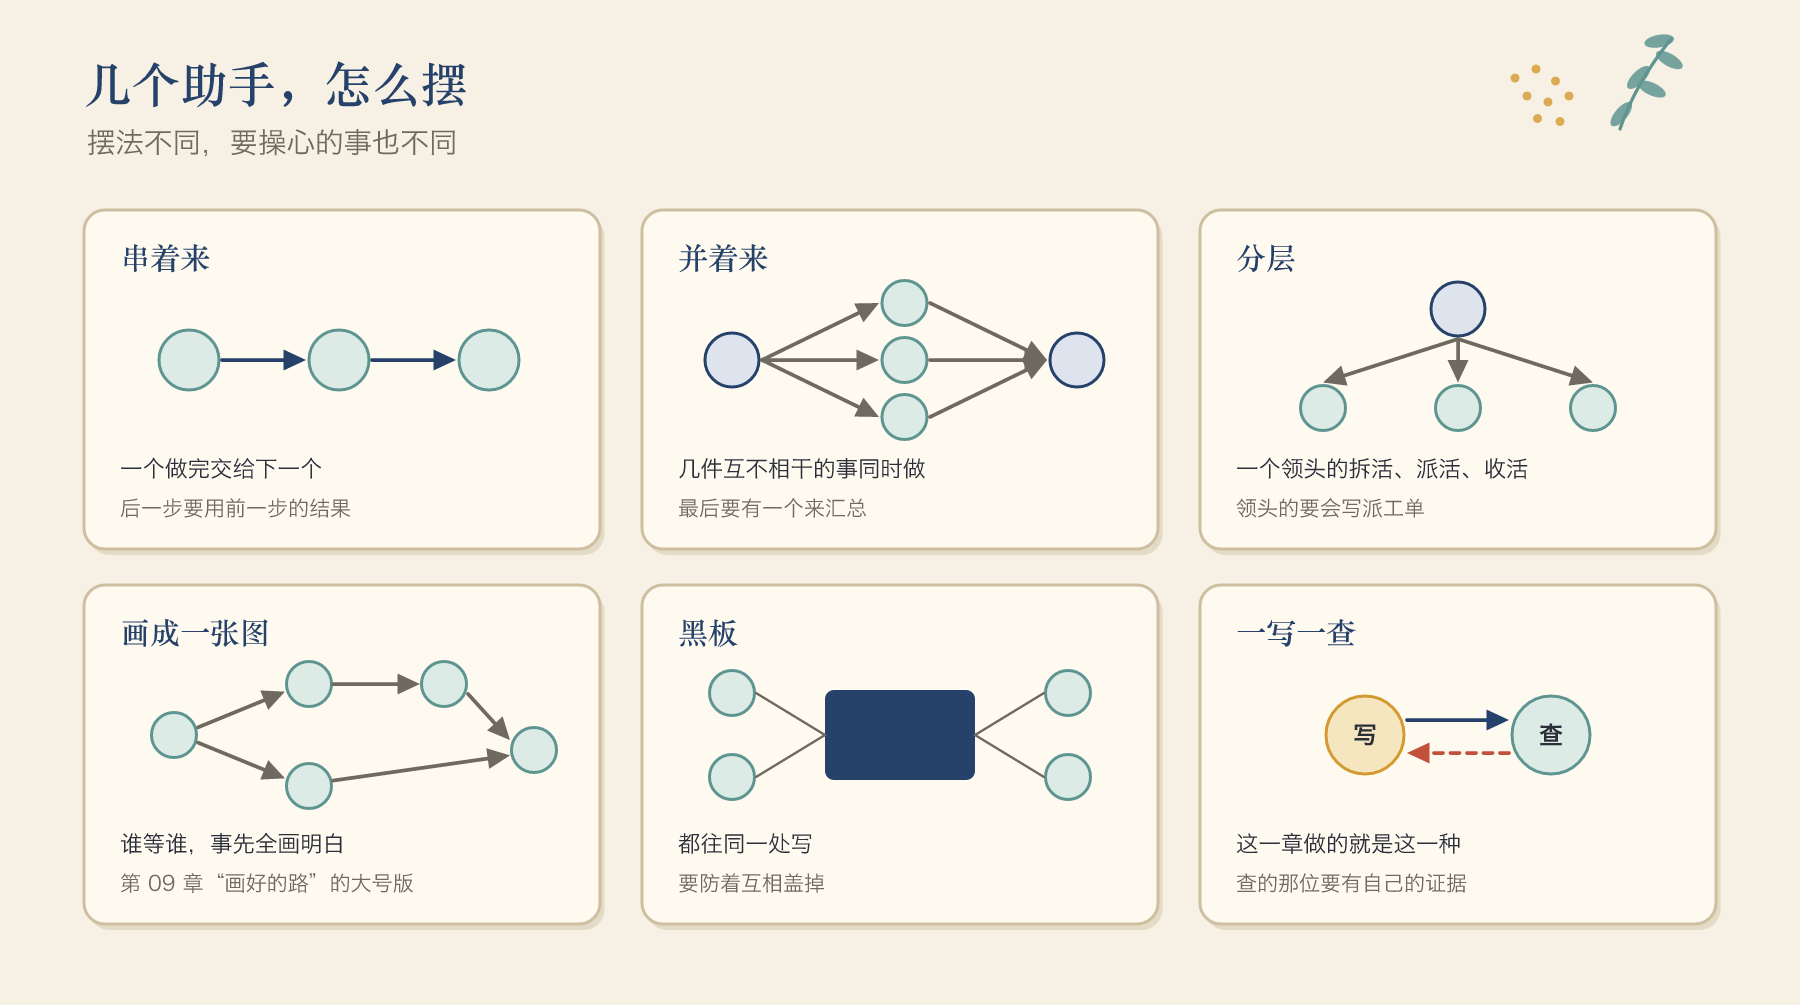 几个助手，怎么摆
摆法不同，要操心的事也不同
串着来
一个做完交给下一个
后一步要用前一步的结果
并着来
几件互不相干的事同时做
最后要有一个来汇总
分层
一个领头的拆活、派活、收活
领头的要会写派工单
画成一张图
谁等谁，事先全画明白
第 09 章“画好的路”的大号版
黑板
都往同一处写
要防着互相盖掉
一写一查
写
查
这一章做的就是这一种
查的那位要有自己的证据